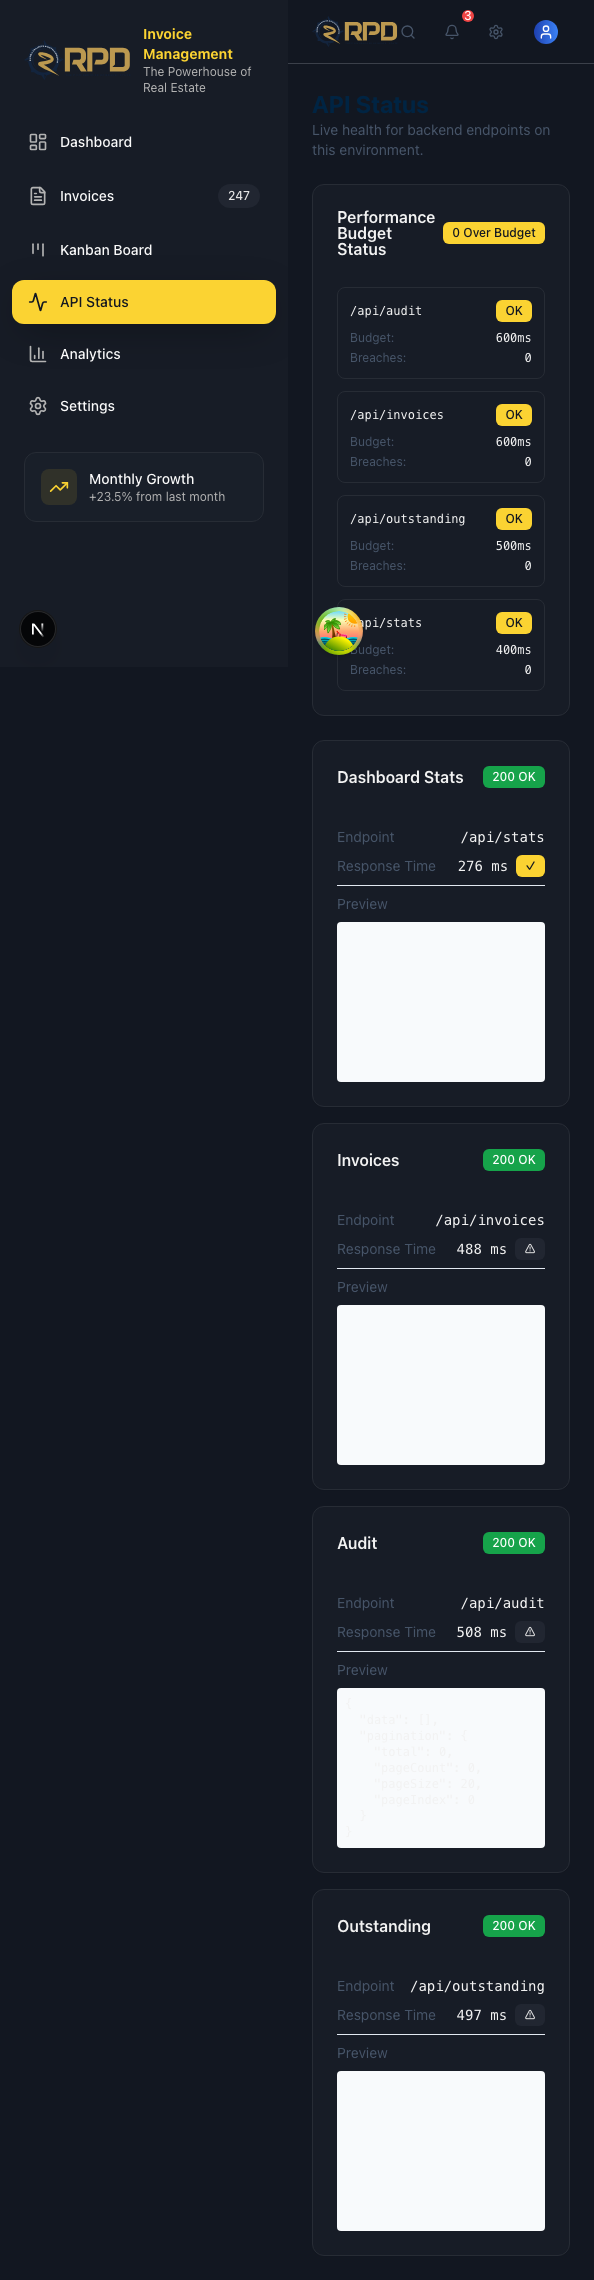 RPD
Invoice
Management
The Powerhouse of
Real Estate
Dashboard
Invoices
247
Kanban Board
API Status
Analytics
Settings
Monthly Growth
+23.5% from last month
N
RPD
3
API Status
Live health for backend endpoints on
this environment.
Performance
Budget
Status
0 Over Budget
/api/audit
OK
Budget:
600ms
Breaches:
0
/api/invoices
OK
Budget:
600ms
Breaches:
0
/api/outstanding
OK
Budget:
500ms
Breaches:
0
api/stats
OK
Budget:
400ms
Breaches:
0
Dashboard Stats
200 OK
Endpoint
/api/stats
Response Time
276 ms
Preview
Invoices
200 OK
Endpoint
/api/invoices
Response Time
488 ms
Preview
Audit
200 OK
Endpoint
/api/audit
Response Time
508 ms
Preview
{
"data": [],
"pagination": {
"total": 0,
"pageCount": 0,
"pageSize": 20,
"pageIndex": 0
}
}
Outstanding
200 OK
Endpoint
/api/outstanding
Response Time
497 ms
Preview